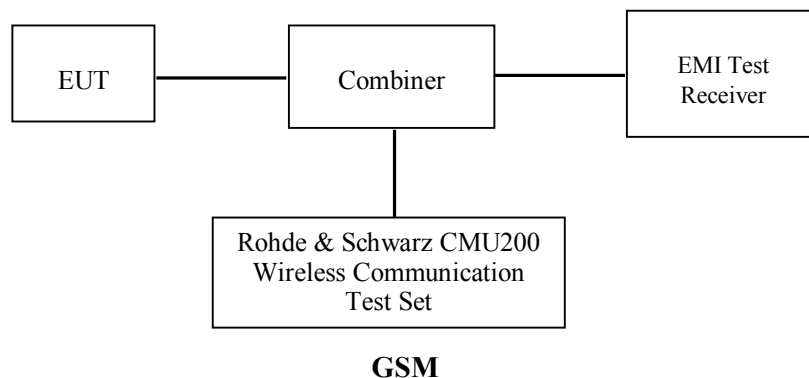 EUT
Combiner
EMI Test
Receiver
Rohde & Schwarz CMU200
Wireless Communication
Test Set
GSM